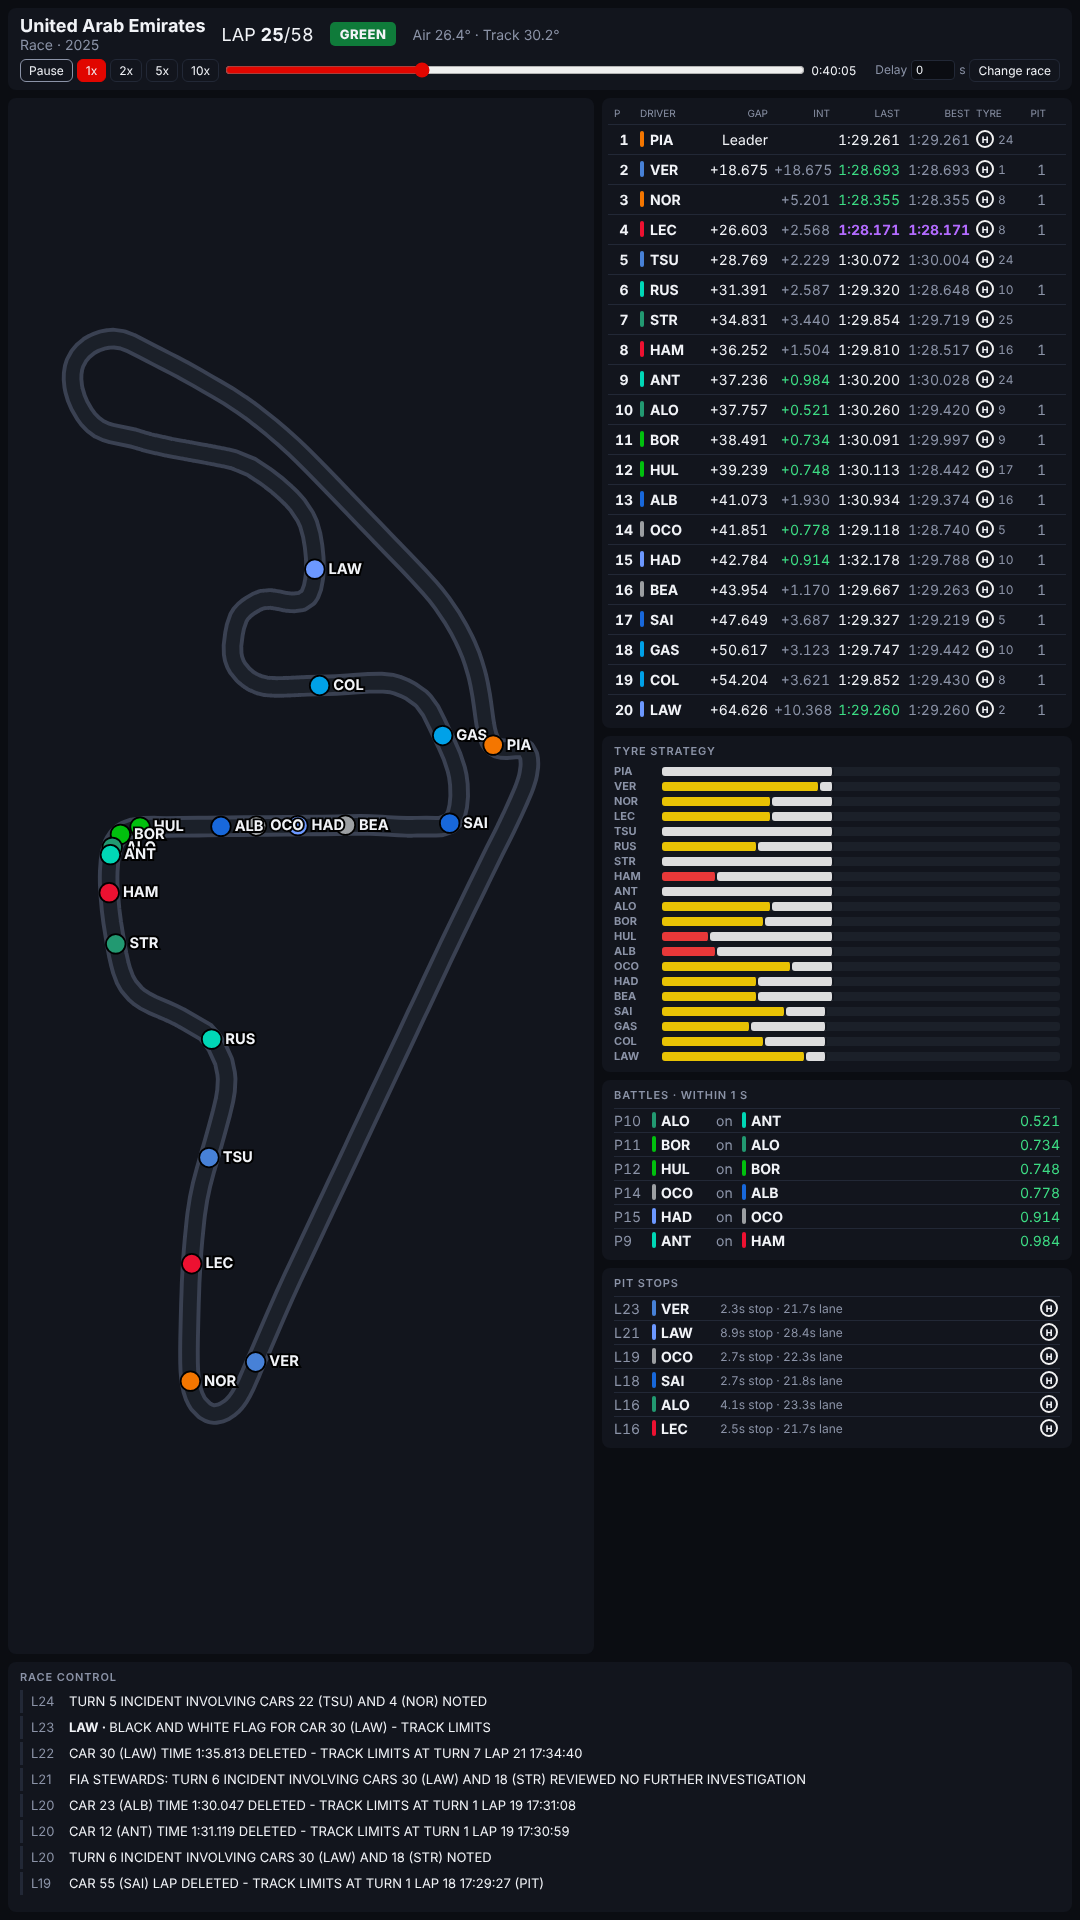 United Arab Emirates
Race · 2025
LAP 25/58
GREEN
Air 26.4° · Track 30.2°
Pause 1x 2x 5x 10x 0:40:05 Delay 0 s Change race
P DRIVER GAP INT LAST BEST TYRE PIT
1 PIA Leader 1:29.261 1:29.261 H 24
2 VER +18.675 +18.675 1:28.693 1:28.693 H 1 1
3 NOR +5.201 1:28.355 1:28.355 H 8 1
4 LEC +26.603 +2.568 1:28.171 1:28.171 H 8 1
5 TSU +28.769 +2.229 1:30.072 1:30.004 H 24
6 RUS +31.391 +2.587 1:29.320 1:28.648 H 10 1
7 STR +34.831 +3.440 1:29.854 1:29.719 H 25
8 HAM +36.252 +1.504 1:29.810 1:28.517 H 16 1
9 ANT +37.236 +0.984 1:30.200 1:30.028 H 24
10 ALO +37.757 +0.521 1:30.260 1:29.420 H 9 1
11 BOR +38.491 +0.734 1:30.091 1:29.997 H 9 1
12 HUL +39.239 +0.748 1:30.113 1:28.442 H 17 1
13 ALB +41.073 +1.930 1:30.934 1:29.374 H 16 1
14 OCO +41.851 +0.778 1:29.118 1:28.740 H 5 1
15 HAD +42.784 +0.914 1:32.178 1:29.788 H 10 1
16 BEA +43.954 +1.170 1:29.667 1:29.263 H 10 1
17 SAI +47.649 +3.687 1:29.327 1:29.219 H 5 1
18 GAS +50.617 +3.123 1:29.747 1:29.442 H 10 1
19 COL +54.204 +3.621 1:29.852 1:29.430 H 8 1
20 LAW +64.626 +10.368 1:29.260 1:29.260 H 2 1
LAW
COL
GAS
PIA
HUL
ALB
OCO
HAD
BEA
SAI
BOR
ALO
ANT
HAM
STR
RUS
TSU
LEC
VER
NOR
TYRE STRATEGY
PIA
VER
NOR
LEC
TSU
RUS
STR
HAM
ANT
ALO
BOR
HUL
ALB
OCO
HAD
BEA
SAI
GAS
COL
LAW
BATTLES · WITHIN 1 S
P10 ALO on ANT 0.521
P11 BOR on ALO 0.734
P12 HUL on BOR 0.748
P14 OCO on ALB 0.778
P15 HAD on OCO 0.914
P9 ANT on HAM 0.984
PIT STOPS
L23 VER 2.3s stop · 21.7s lane H
L21 LAW 8.9s stop · 28.4s lane H
L19 OCO 2.7s stop · 22.3s lane H
L18 SAI 2.7s stop · 21.8s lane H
L16 ALO 4.1s stop · 23.3s lane H
L16 LEC 2.5s stop · 21.7s lane H
RACE CONTROL
L24 TURN 5 INCIDENT INVOLVING CARS 22 (TSU) AND 4 (NOR) NOTED
L23 LAW · BLACK AND WHITE FLAG FOR CAR 30 (LAW) - TRACK LIMITS
L22 CAR 30 (LAW) TIME 1:35.813 DELETED - TRACK LIMITS AT TURN 7 LAP 21 17:34:40
L21 FIA STEWARDS: TURN 6 INCIDENT INVOLVING CARS 30 (LAW) AND 18 (STR) REVIEWED NO FURTHER INVESTIGATION
L20 CAR 23 (ALB) TIME 1:30.047 DELETED - TRACK LIMITS AT TURN 1 LAP 19 17:31:08
L20 CAR 12 (ANT) TIME 1:31.119 DELETED - TRACK LIMITS AT TURN 1 LAP 19 17:30:59
L20 TURN 6 INCIDENT INVOLVING CARS 30 (LAW) AND 18 (STR) NOTED
L19 CAR 55 (SAI) LAP DELETED - TRACK LIMITS AT TURN 1 LAP 18 17:29:27 (PIT)